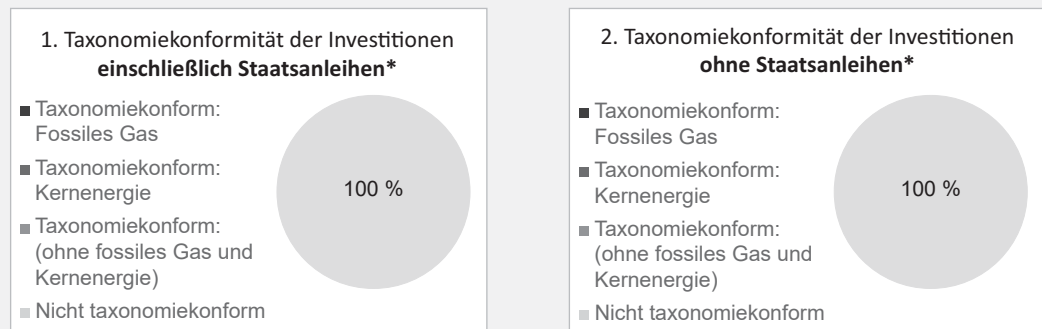 1. Taxonomiekonformität der Investitionen
einschließlich Staatsanleihen*
Taxonomiekonform:
Fossiles Gas
Taxonomiekonform:
Kernenergie
Taxonomiekonform:
(ohne fossiles Gas und
Kernenergie)
Nicht taxonomiekonform
100 %
2. Taxonomiekonformität der Investitionen
ohne Staatsanleihen*
Taxonomiekonform:
Fossiles Gas
Taxonomiekonform:
Kernenergie
Taxonomiekonform:
(ohne fossiles Gas und
Kernenergie)
Nicht taxonomiekonform
100 %